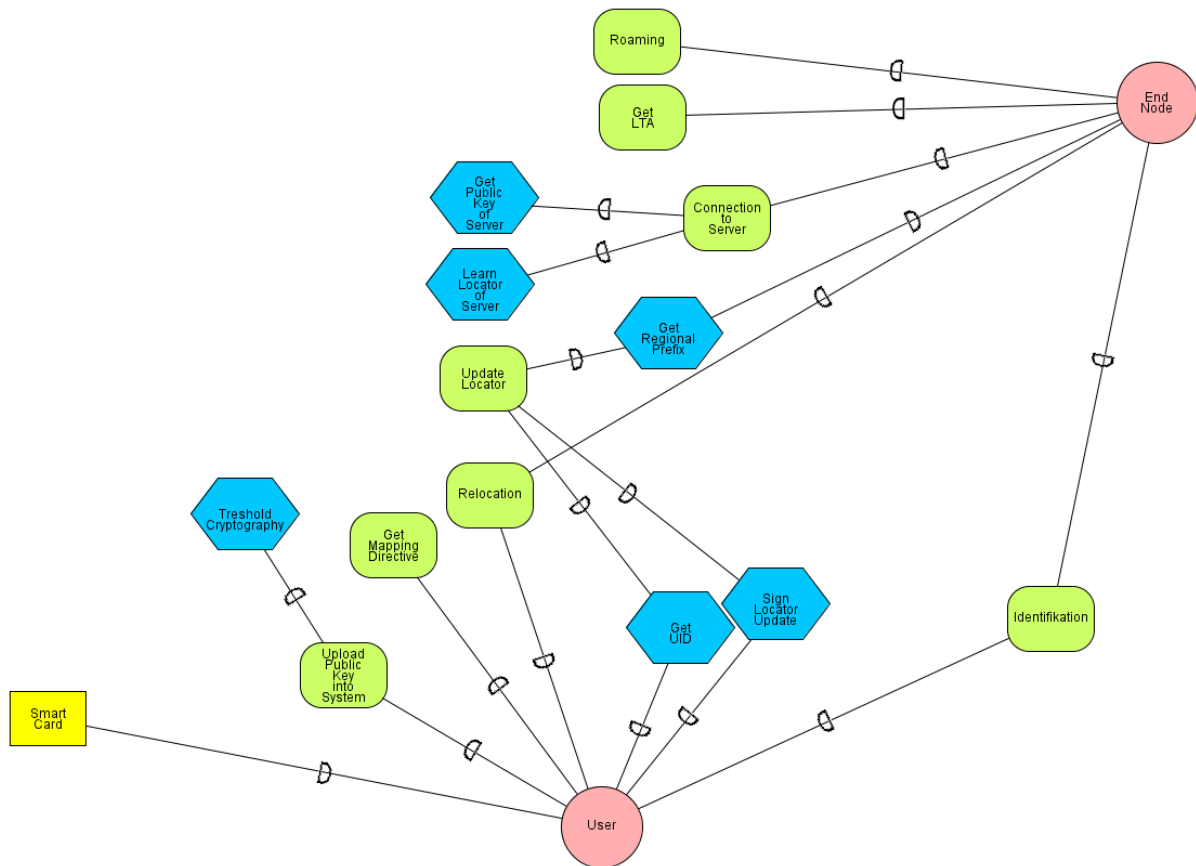 Roaming
End
Node
Get
LTA
Get
Public
Key
of
Server
Connection
to
Server
Learn
Locator
of
Server
Get
Regional
Prefix
Update
Locator
Relocation
Treshold
Cryptography
Get
Mapping
Directive
Sign
Locator
Update
Get
UID
Identifikation
Upload
Public
Key
into
System
Smart
Card
User